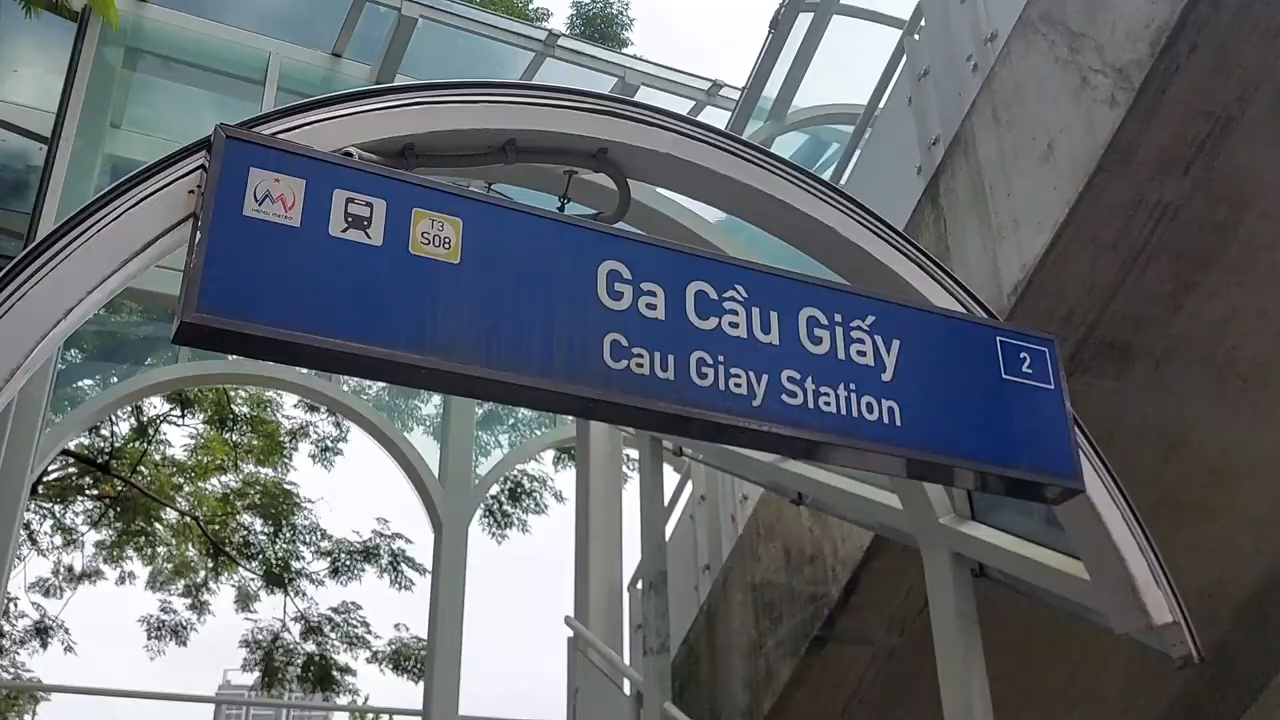 HANOI METRO
T3
S08
Ga Cầu Giấy
Cau Giay Station
2